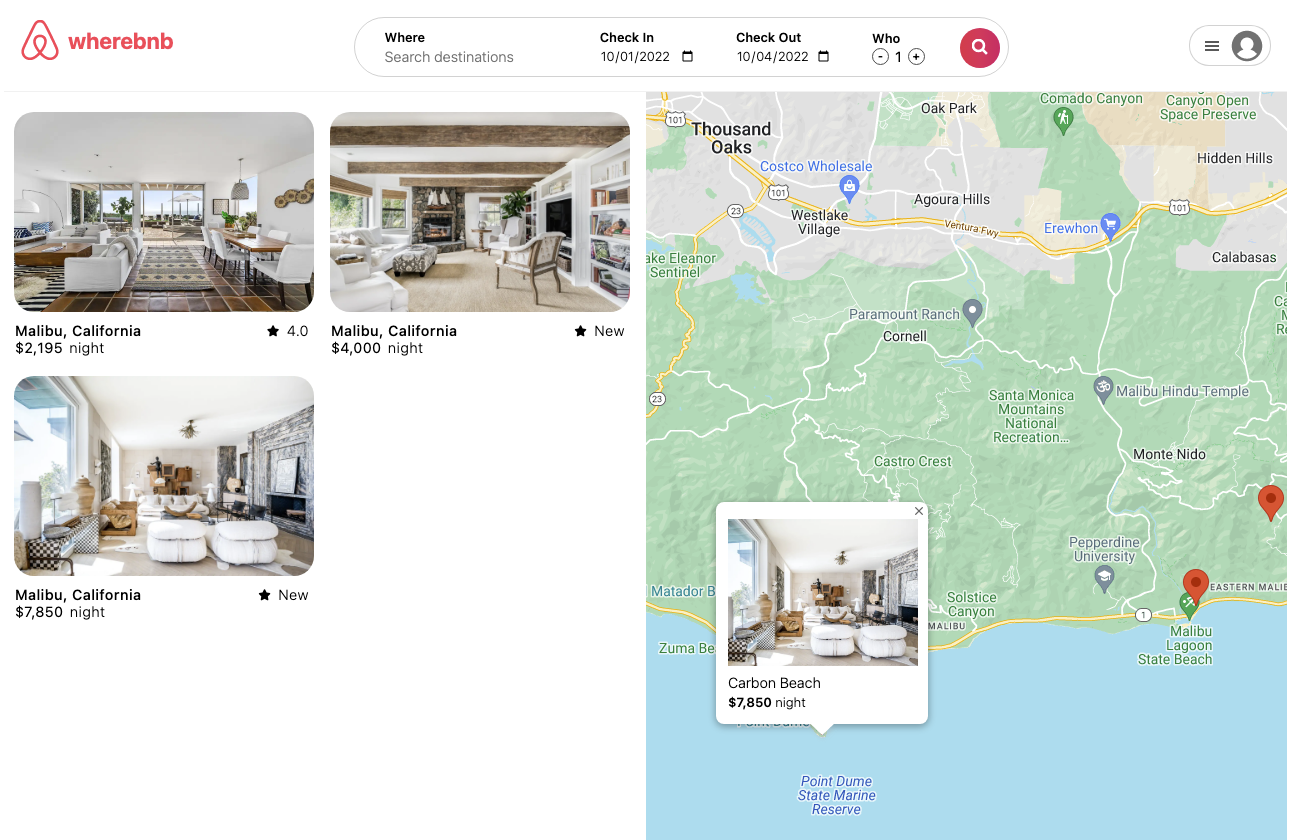 wherebnb
Where
Search destinations
Check In
10/01/2022
Check Out
10/04/2022
Who
- 1 +
Malibu, California
4.0
$2,195 night
Malibu, California
New
$4,000 night
Malibu, California
New
$7,850 night
101
Thousand
Oaks
Oak Park
Comado Canyon
Canyon Open
Space Preserve
Hidden Hills
Costco Wholesale
101
Agoura Hills
101
23
Westlake
Village
Ventura Fwy
Erewhon
Calabasas
ake Eleanor
Sentinel
Paramount Ranch
Cornell
23
Santa Monica
Mountains
National
Recreation...
Malibu Hindu Temple
Monte Nido
Castro Crest
Pepperdine
University
Matador B
Solstice
Canyon
EASTERN MALIB
MALIBU
1
Zuma Be
Malibu
Lagoon
State Beach
Carbon Beach
$7,850 night
Point Dume
Point Dume
State Marine
Reserve